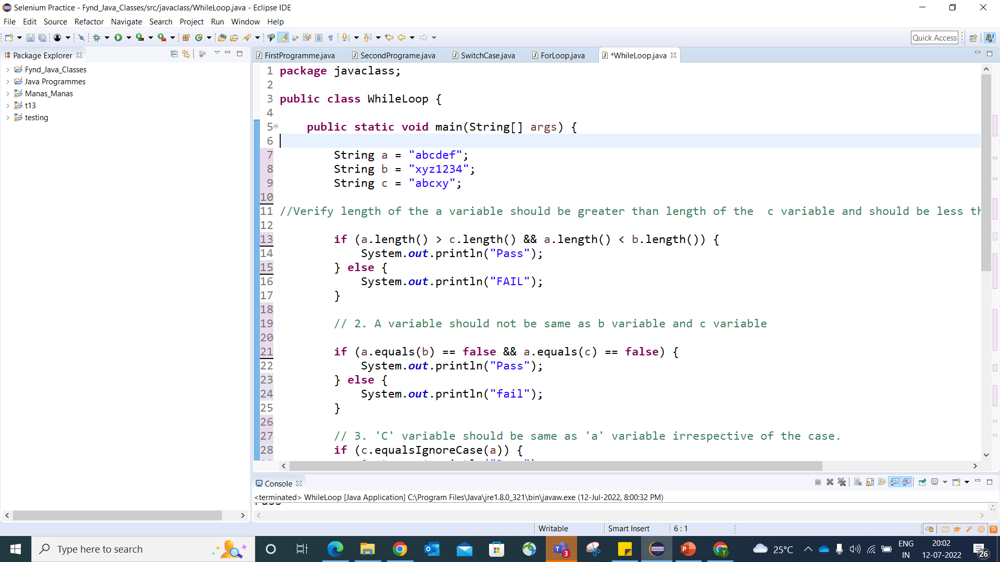 Selenium Practice - Fynd_Java_Classes/src/javaclass/WhileLoop.java - Eclipse IDE
File Edit Source Refactor Navigate Search Project Run Window Help
Quick Access
Package Explorer
Fynd_Java_Classes
Java Programmes
Manas_Manas
t13
testing
FirstProgramme.java SecondPrograme.java SwitchCase.java ForLoop.java *WhileLoop.java
1 package javaclass;
2
3 public class WhileLoop {
4
5 public static void main(String[] args) {
6
7 String a = "abcdef";
8 String b = "xyz1234";
9 String c = "abcxy";
10
11 //Verify length of the a variable should be greater than length of the  c variable and should be less
12
13 if (a.length() > c.length() && a.length() < b.length()) {
14 System.out.println("Pass");
15 } else {
16 System.out.println("FAIL");
17 }
18
19 // 2. A variable should not be same as b variable and c variable
20
21 if (a.equals(b) == false && a.equals(c) == false) {
22 System.out.println("Pass");
23 } else {
24 System.out.println("fail");
25 }
26
27 // 3. 'C' variable should be same as 'a' variable irrespective of the case.
28 if (c.equalsIgnoreCase(a)) {
Console
<terminated> WhileLoop [Java Application] C:\Program Files\Java\jre1.8.0_321\bin\javaw.exe (12-Jul-2022, 8:00:32 PM)
Writable Smart Insert 6 : 1
Type here to search
3
25°C
ENG
IN
20:02
12-07-2022
26